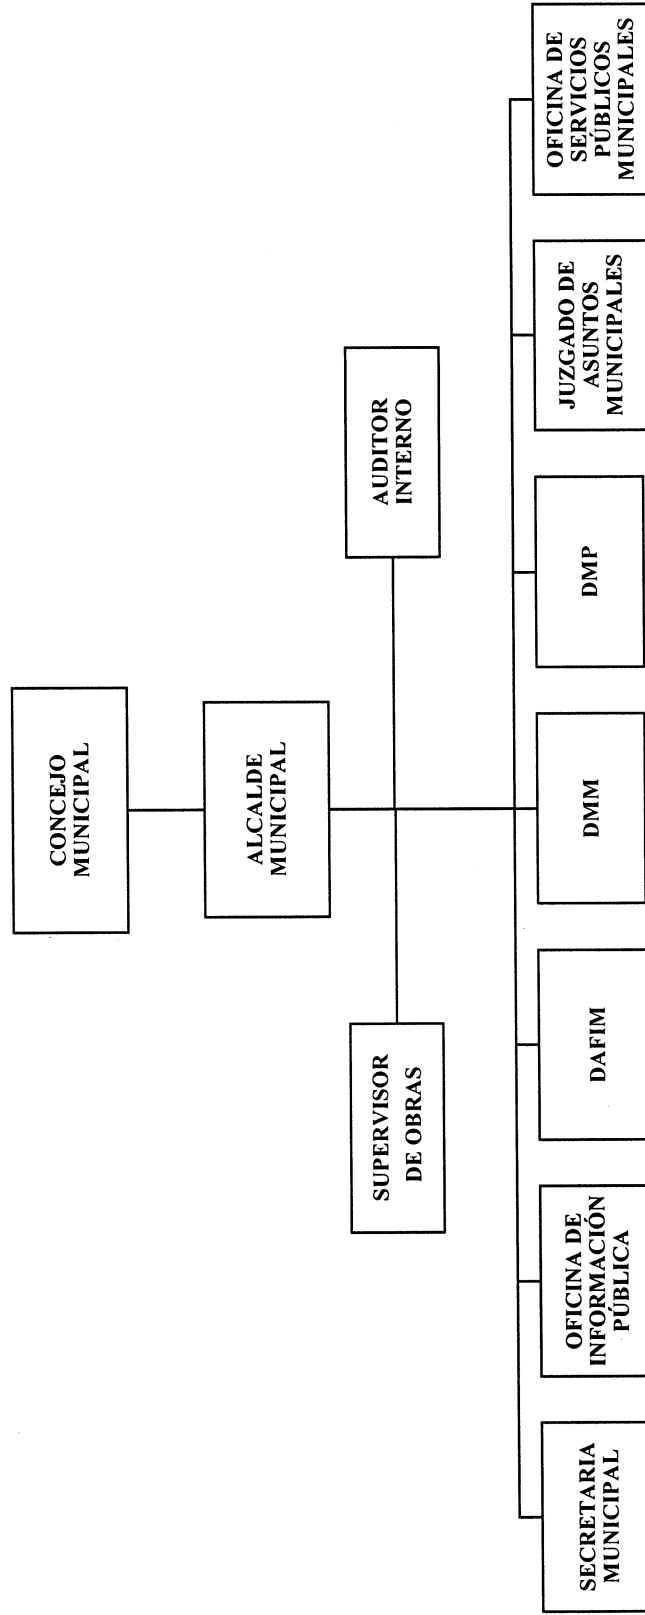 CONCEJO
MUNICIPAL
ALCALDE
MUNICIPAL
SUPERVISOR
DE OBRAS
AUDITOR
INTERNO
SECRETARIA
MUNICIPAL
OFICINA DE
INFORMACIÓN
PÚBLICA
DAFIM
DMM
DMP
JUZGADO DE
ASUNTOS
MUNICIPALES
OFICINA DE
SERVICIOS
PÚBLICOS
MUNICIPALES